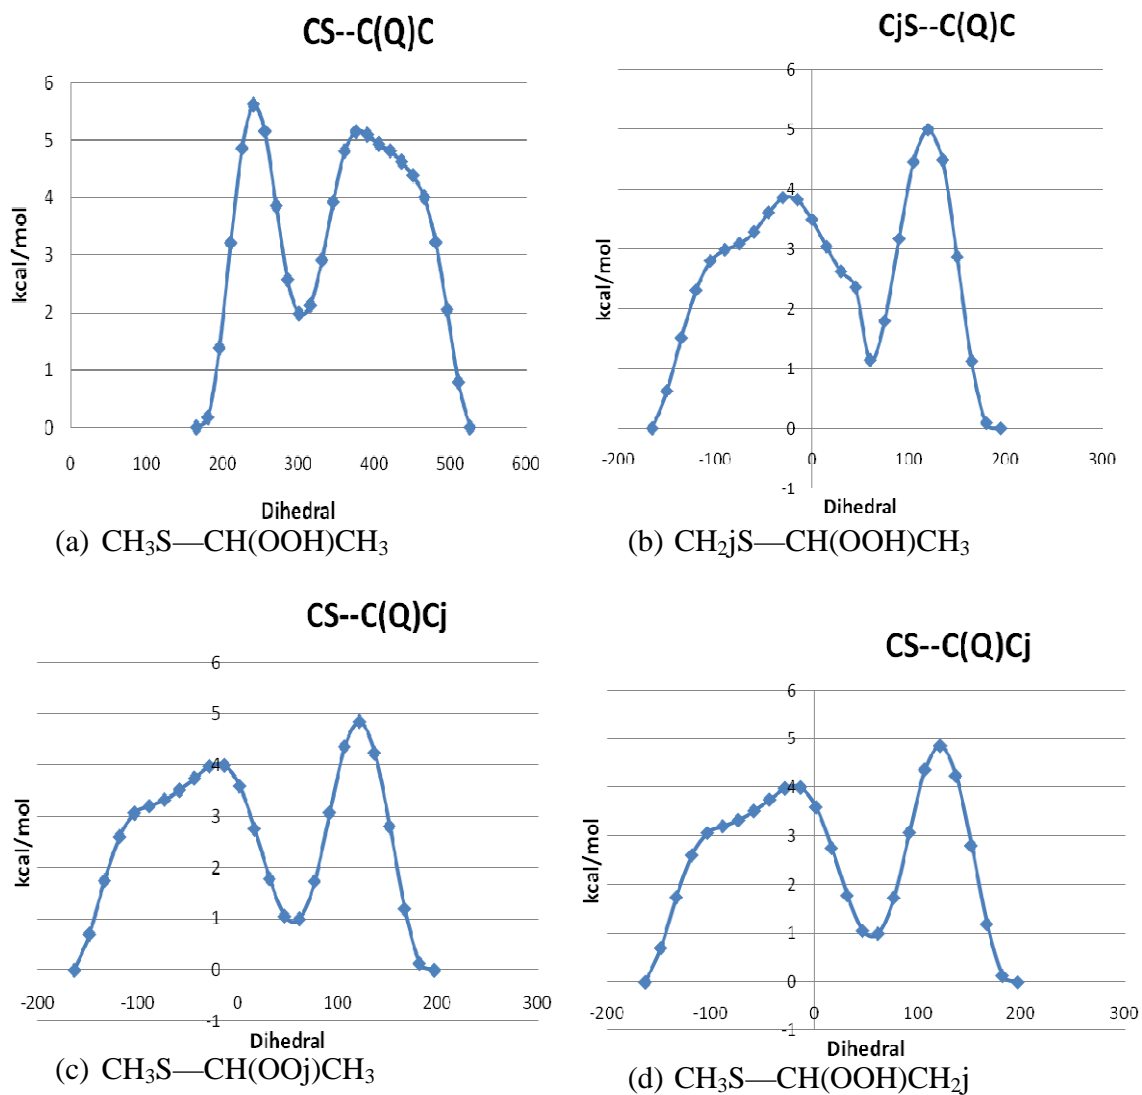 CS--C(Q)C
kcal/mol
6
5
4
3
2
1
0
0 100 200 300 400 500 600
Dihedral
(a) CH₃S—CH(OOH)CH₃
CjS--C(Q)C
kcal/mol
6
5
4
3
2
1
0
-1
-200 -100 0 100 200 300
Dihedral
(b) CH₂jS—CH(OOH)CH₃
CS--C(Q)Cj
kcal/mol
6
5
4
3
2
1
0
-1
-200 -100 0 100 200 300
Dihedral
(c) CH₃S—CH(OOj)CH₃
CS--C(Q)Cj
kcal/mol
6
5
4
3
2
1
0
-1
-200 -100 0 100 200 300
Dihedral
(d) CH₃S—CH(OOH)CH₂j